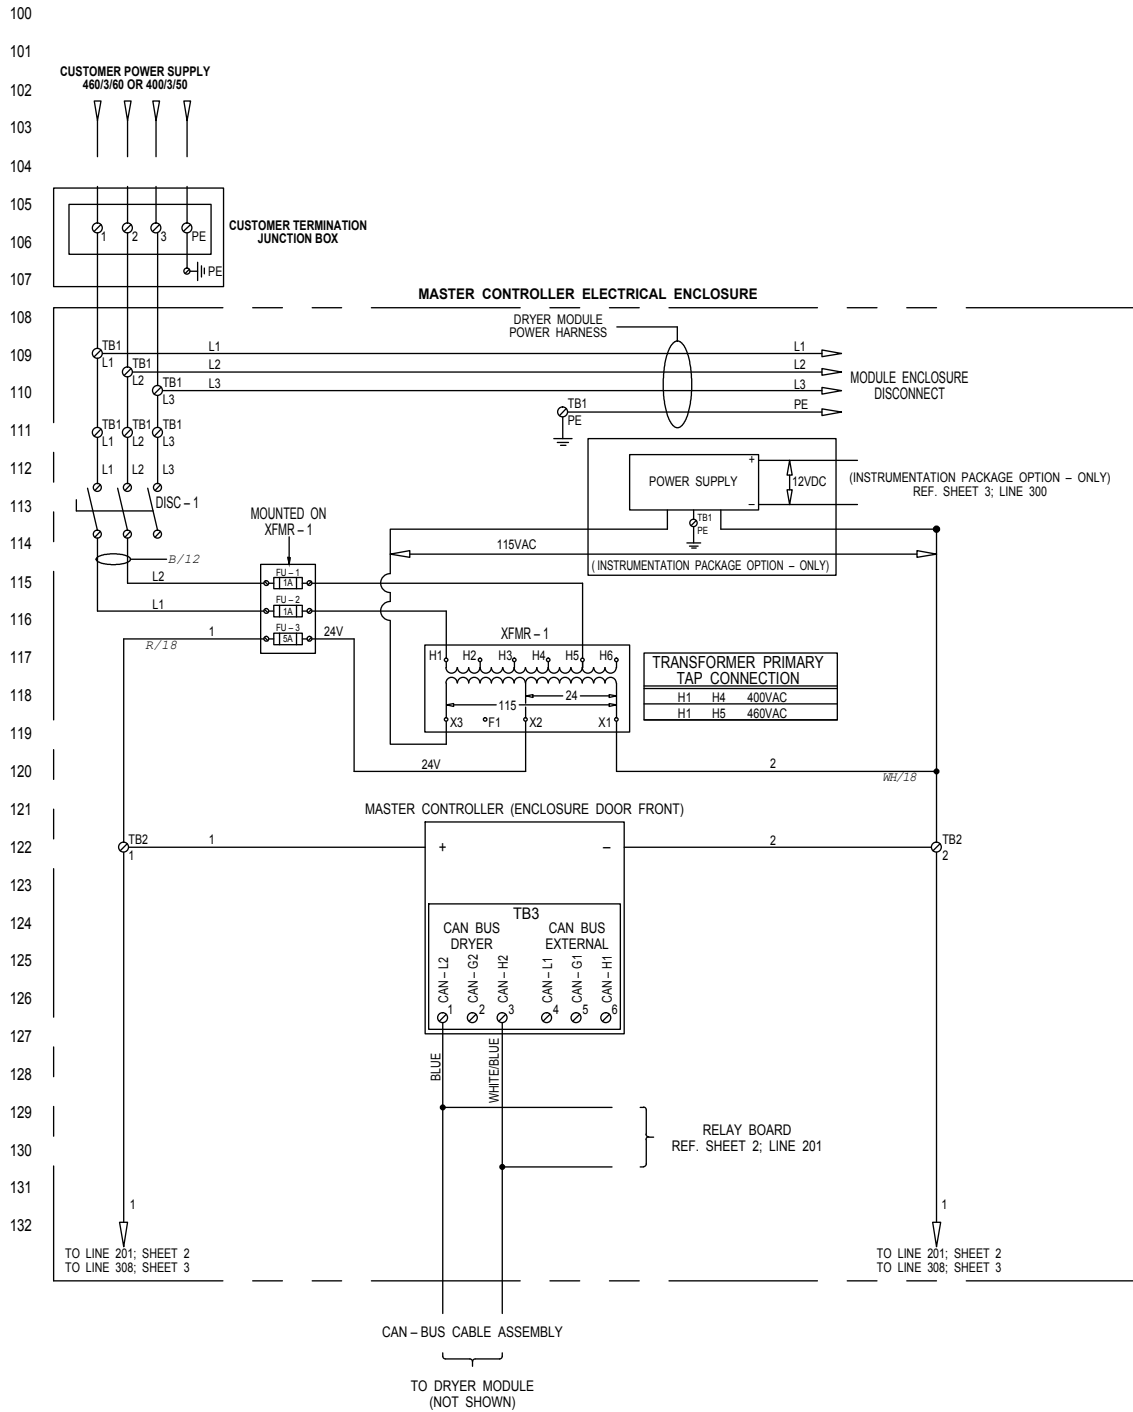 100
101
CUSTOMER POWER SUPPLY
102
460/3/60 OR 400/3/50
103
104
105
CUSTOMER TERMINATION
JUNCTION BOX
1
2
3
PE
106
PE
107
MASTER CONTROLLER ELECTRICAL ENCLOSURE
108
DRYER MODULE
POWER HARNESS
109
TB1
L1
L1
L1
TB1
L2
L2
L2
110
TB1
L3
L3
L3
MODULE ENCLOSURE
DISCONNECT
TB1
PE
PE
111
TB1
L1
TB1
L2
TB1
L3
112
L1
L2
L3
POWER SUPPLY
+
–
12VDC
(INSTRUMENTATION PACKAGE OPTION – ONLY)
REF. SHEET 3; LINE 300
113
DISC – 1
MOUNTED ON
XFMR – 1
TB1
PE
114
B/12
115VAC
(INSTRUMENTATION PACKAGE OPTION – ONLY)
115
L2
FU – 1
1A
L1
FU – 2
1A
116
1
R/18
FU – 3
5A
24V
XFMR – 1
117
H1
H2
H3
H4
H5
H6
TRANSFORMER PRIMARY
TAP CONNECTION
118
24
115
H1 H4 400VAC
H1 H5 460VAC
X3
F1
X2
X1
119
120
24V
2
WH/18
121
MASTER CONTROLLER (ENCLOSURE DOOR FRONT)
122
TB2
1
1
+
–
2
TB2
2
123
124
TB3
CAN BUS
DRYER
CAN BUS
EXTERNAL
125
CAN – L2
CAN – G2
CAN – H2
CAN – L1
CAN – G1
CAN – H1
126
1
2
3
4
5
6
127
BLUE
WHITE/BLUE
128
129
RELAY BOARD
REF. SHEET 2; LINE 201
130
131
1
1
132
TO LINE 201; SHEET 2
TO LINE 308; SHEET 3
TO LINE 201; SHEET 2
TO LINE 308; SHEET 3
CAN – BUS CABLE ASSEMBLY
TO DRYER MODULE
(NOT SHOWN)